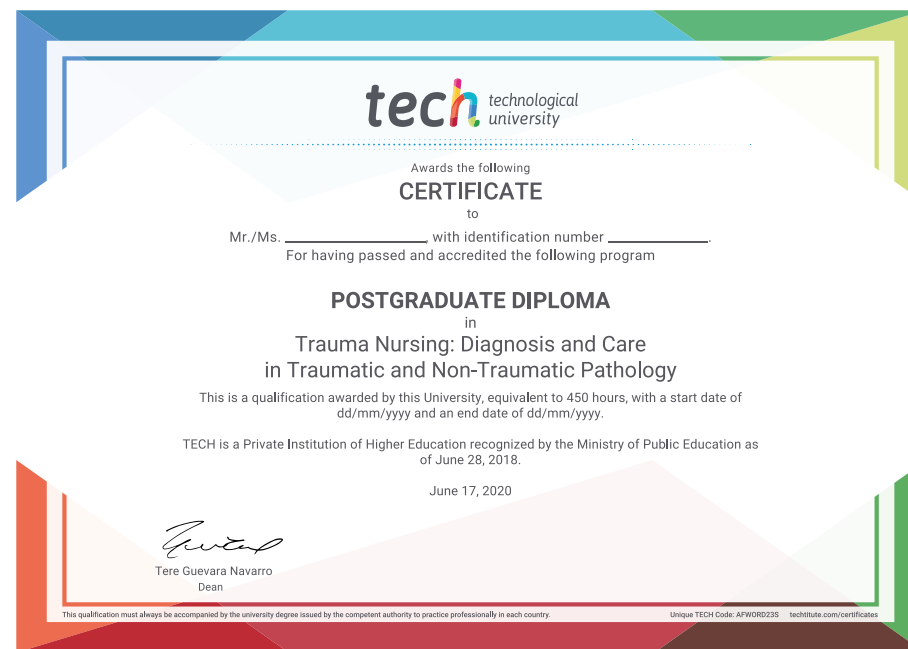 tech technological
university
Awards the following
CERTIFICATE
to
Mr./Ms. ____________________, with identification number ______________.
For having passed and accredited the following program
POSTGRADUATE DIPLOMA
in
Trauma Nursing: Diagnosis and Care
in Traumatic and Non-Traumatic Pathology
This is a qualification awarded by this University, equivalent to 450 hours, with a start date of
dd/mm/yyyy and an end date of dd/mm/yyyy.
TECH is a Private Institution of Higher Education recognized by the Ministry of Public Education as
of June 28, 2018.
June 17, 2020
Tere Guevara Navarro
Dean
This qualification must always be accompanied by the university degree issued by the competent authority to practice professionally in each country. Unique TECH Code: AFWORD23S techtitute.com/certificates